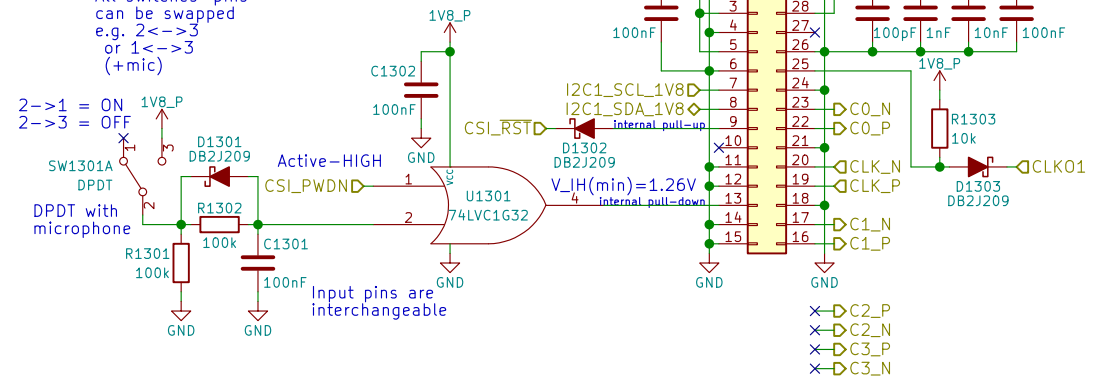 All switches' pins
can be swapped
e.g. 2<->3
or 1<->3
(+mic)
2->1 = ON
2->3 = OFF
1V8_P
1
3
SW1301A
DPDT
2
DPDT with
microphone
D1301
DB2J209
R1302
100k
R1301
100k
C1301
100nF
GND
GND
Input pins are
interchangeable
1V8_P
C1302
100nF
GND
Active-HIGH
CSI_PWDN
1
2
VCC
U1301
74LVC1G32
4
GND
I2C1_SCL_1V8
I2C1_SDA_1V8
CSI_RST
internal pull-up
D1302
DB2J209
V_IH(min)=1.26V
internal pull-down
100nF
3
4
5
6
7
8
9
10
11
12
13
14
15
GND
28
27
26
25
24
23
22
21
20
19
18
17
16
GND
C0_N
C0_P
CLK_N
CLK_P
C1_N
C1_P
C2_P
C2_N
C3_P
C3_N
100pF
1nF
10nF
100nF
1V8_P
R1303
10k
D1303
DB2J209
CLKO1